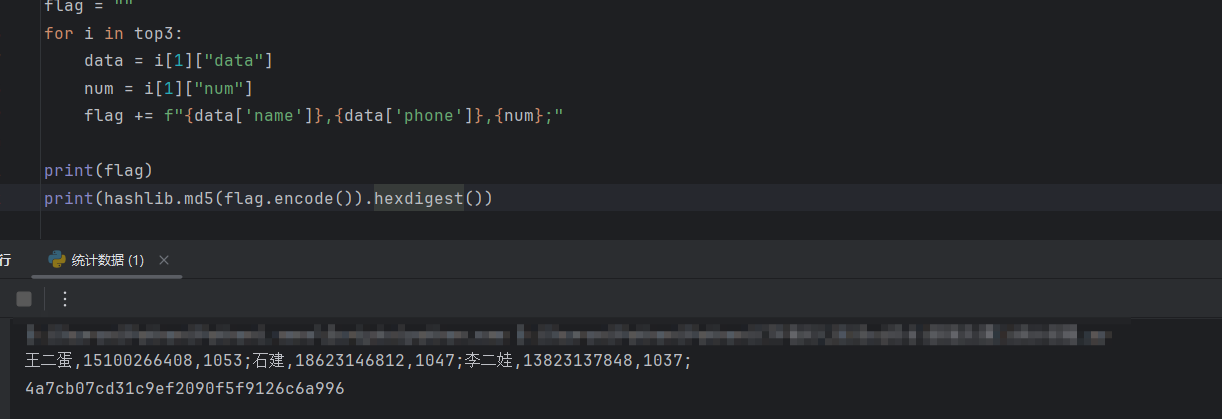 flag = ""
for i in top3:
    data = i[1]["data"]
    num = i[1]["num"]
    flag += f"{data['name']},{data['phone']},{num};"
print(flag)
print(hashlib.md5(flag.encode()).hexdigest())
行 统计数据 (1)
王二蛋,15100266408,1053;石建,18623146812,1047;李二娃,13823137848,1037;
4a7cb07cd31c9ef2090f5f9126c6a996